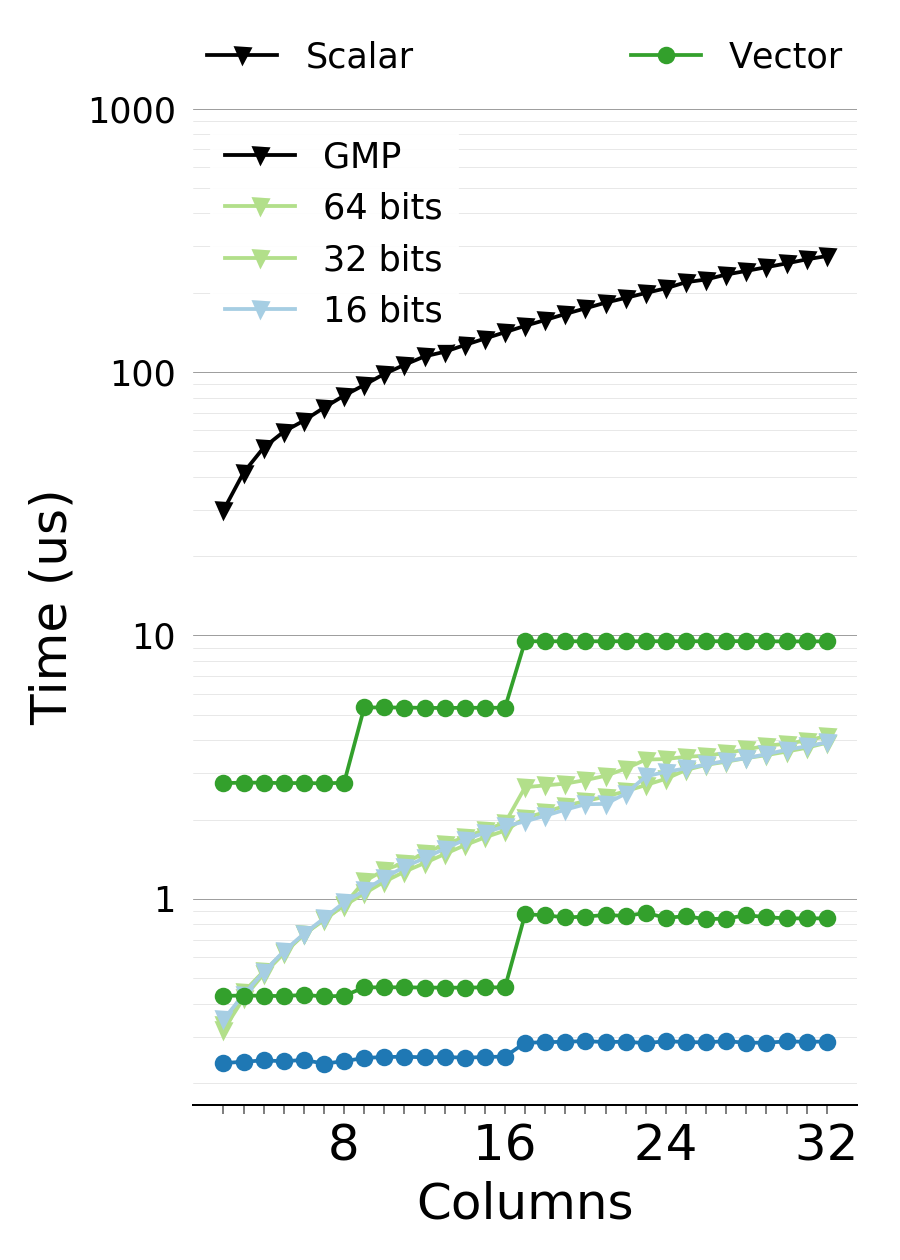 Scalar Vector
1000
GMP
64 bits
32 bits
16 bits
100
10
1
Time (us)
8 16 24 32
Columns